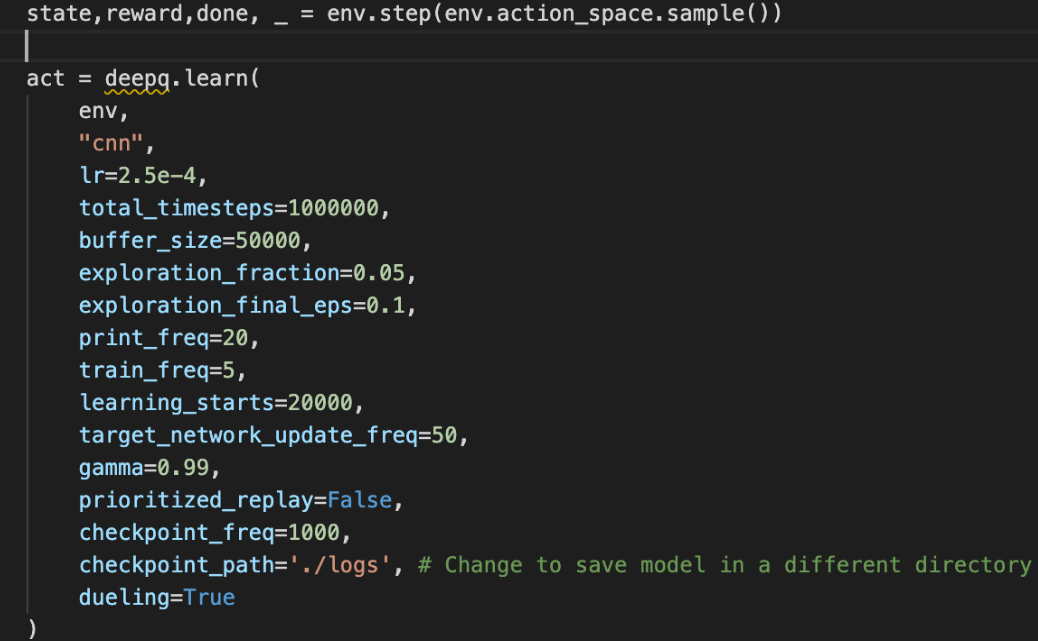 state,reward,done, _ = env.step(env.action_space.sample())
act = deepq.learn(
env,
"cnn",
lr=2.5e-4,
total_timesteps=1000000,
buffer_size=50000,
exploration_fraction=0.05,
exploration_final_eps=0.1,
print_freq=20,
train_freq=5,
learning_starts=20000,
target_network_update_freq=50,
gamma=0.99,
prioritized_replay=False,
checkpoint_freq=1000,
checkpoint_path='./logs', # Change to save model in a different directory
dueling=True
)